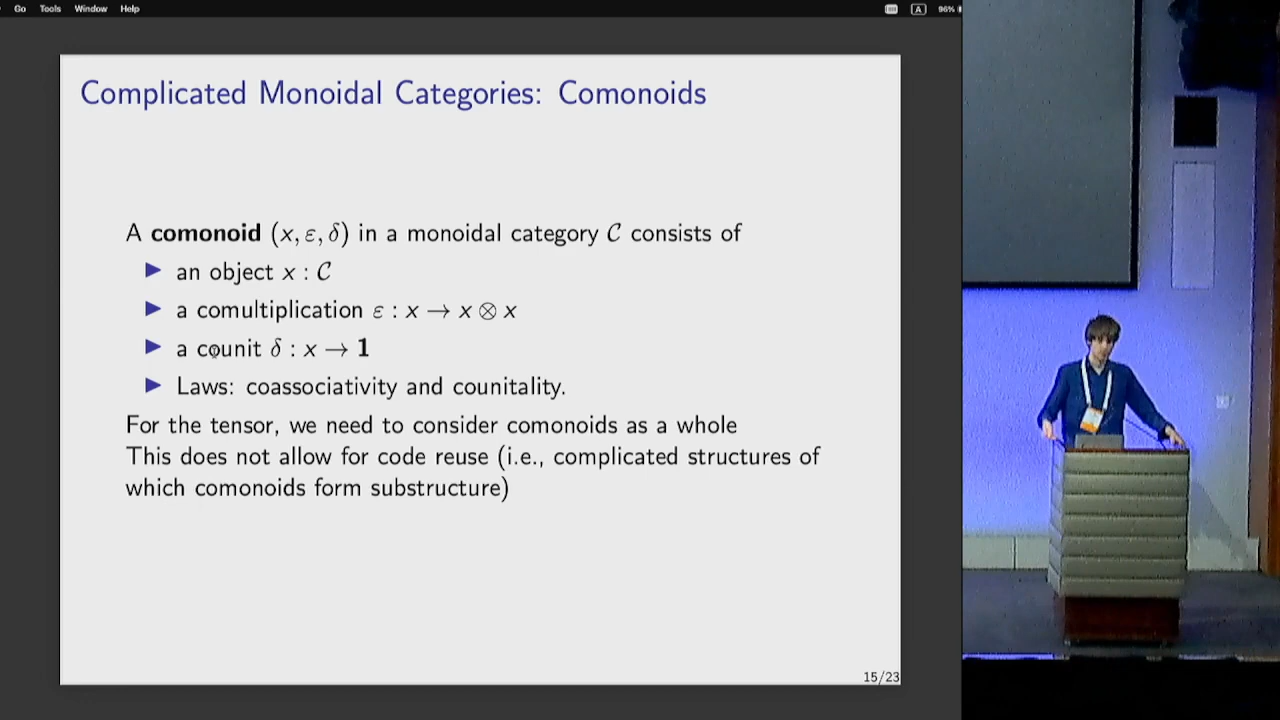 Go Tools Window Help A 96%
Complicated Monoidal Categories: Comonoids
A comonoid (x, ε, δ) in a monoidal category 𝒞 consists of
▶ an object x : 𝒞
▶ a comultiplication ε : x → x ⊗ x
▶ a counit δ : x → 1
▶ Laws: coassociativity and counitality.
For the tensor, we need to consider comonoids as a whole
This does not allow for code reuse (i.e., complicated structures of
which comonoids form substructure)
15/23